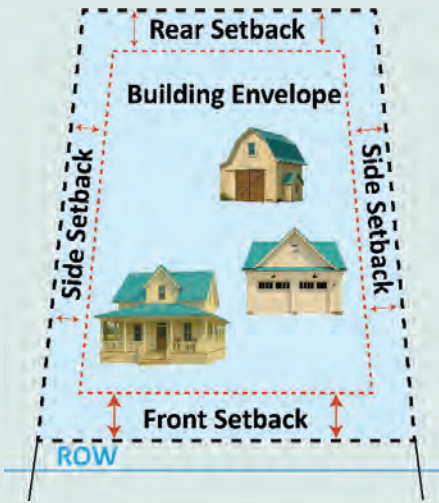 Rear Setback
Building Envelope
Side Setback
Side Setback
Front Setback
ROW